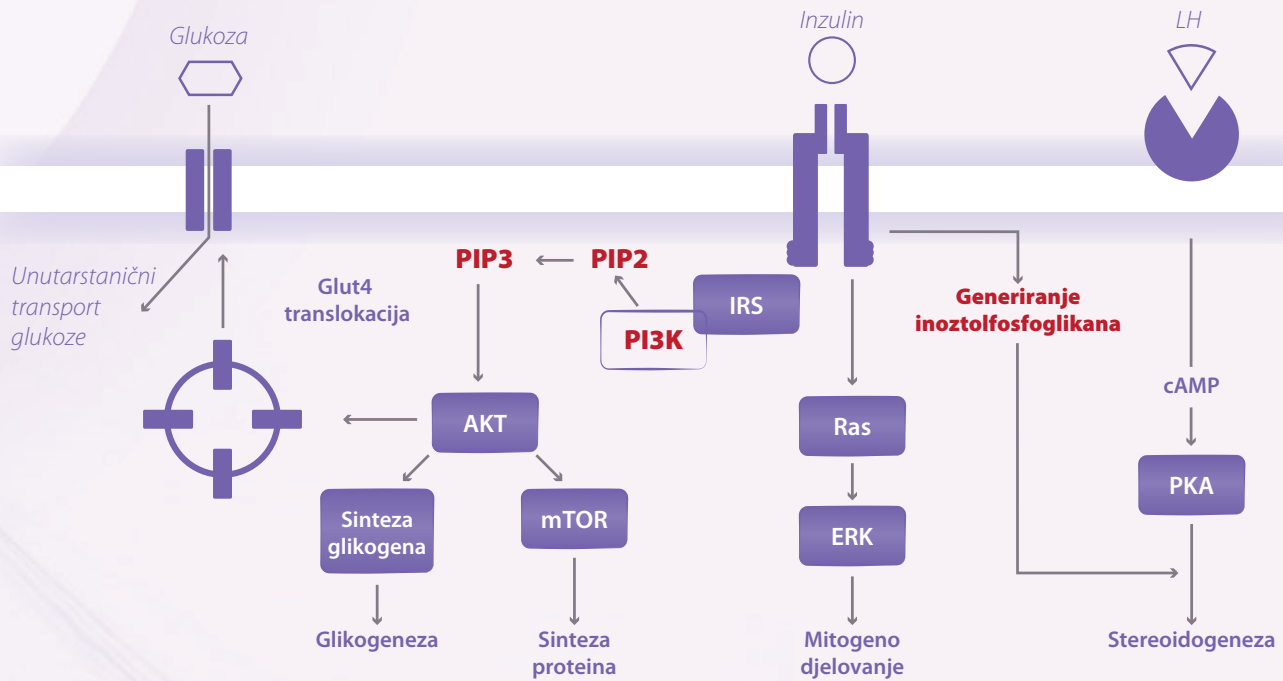 Glukoza
Inzulin
LH
Unutarstanični
transport
glukoze
Glut4
translokacija
PIP3
PIP2
PI3K
IRS
Generiranje
inoztolfosfoglikana
cAMP
AKT
Ras
PKA
Sinteza
glikogena
mTOR
ERK
Glikogeneza
Sinteza
proteina
Mitogeno
djelovanje
Stereoidogeneza